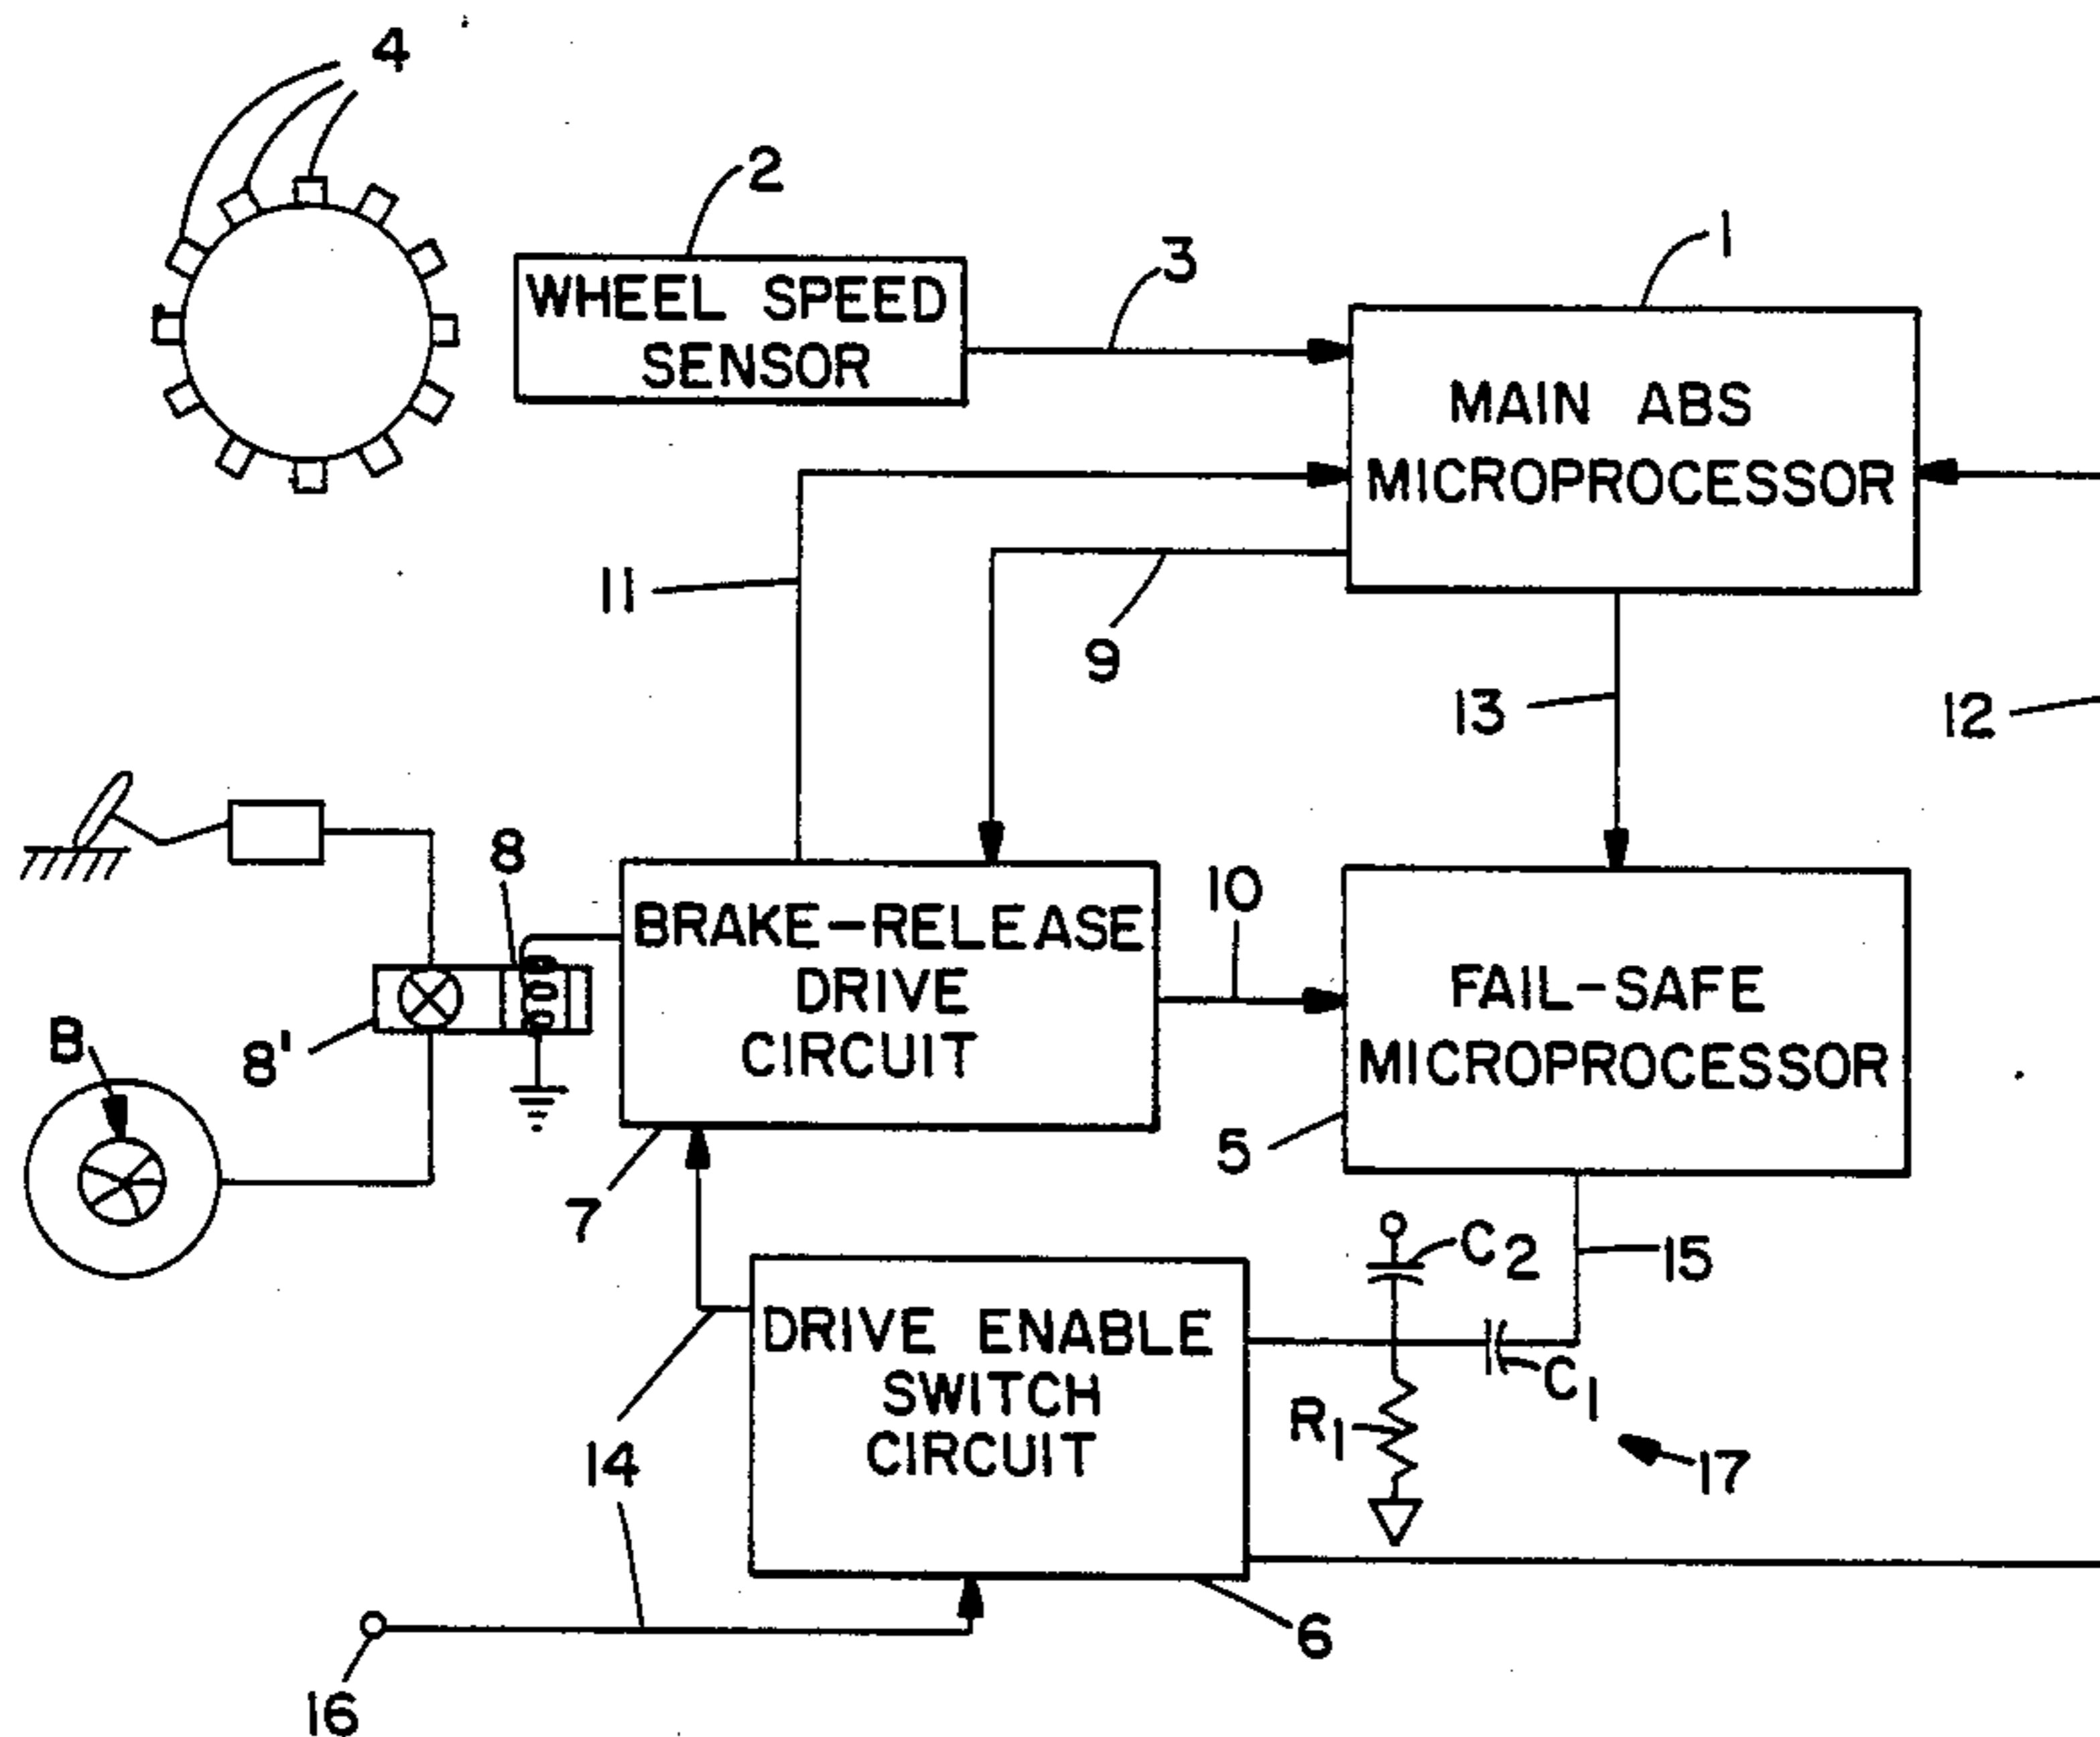 4
2
WHEEL SPEED
SENSOR
3
1
MAIN ABS
MICROPROCESSOR
11
9
13
12
8
BRAKE-RELEASE
DRIVE
CIRCUIT
10
FAIL-SAFE
MICROPROCESSOR
8'
B
5
7
C2
15
DRIVE ENABLE
SWITCH
CIRCUIT
C1
R1
17
14
6
16